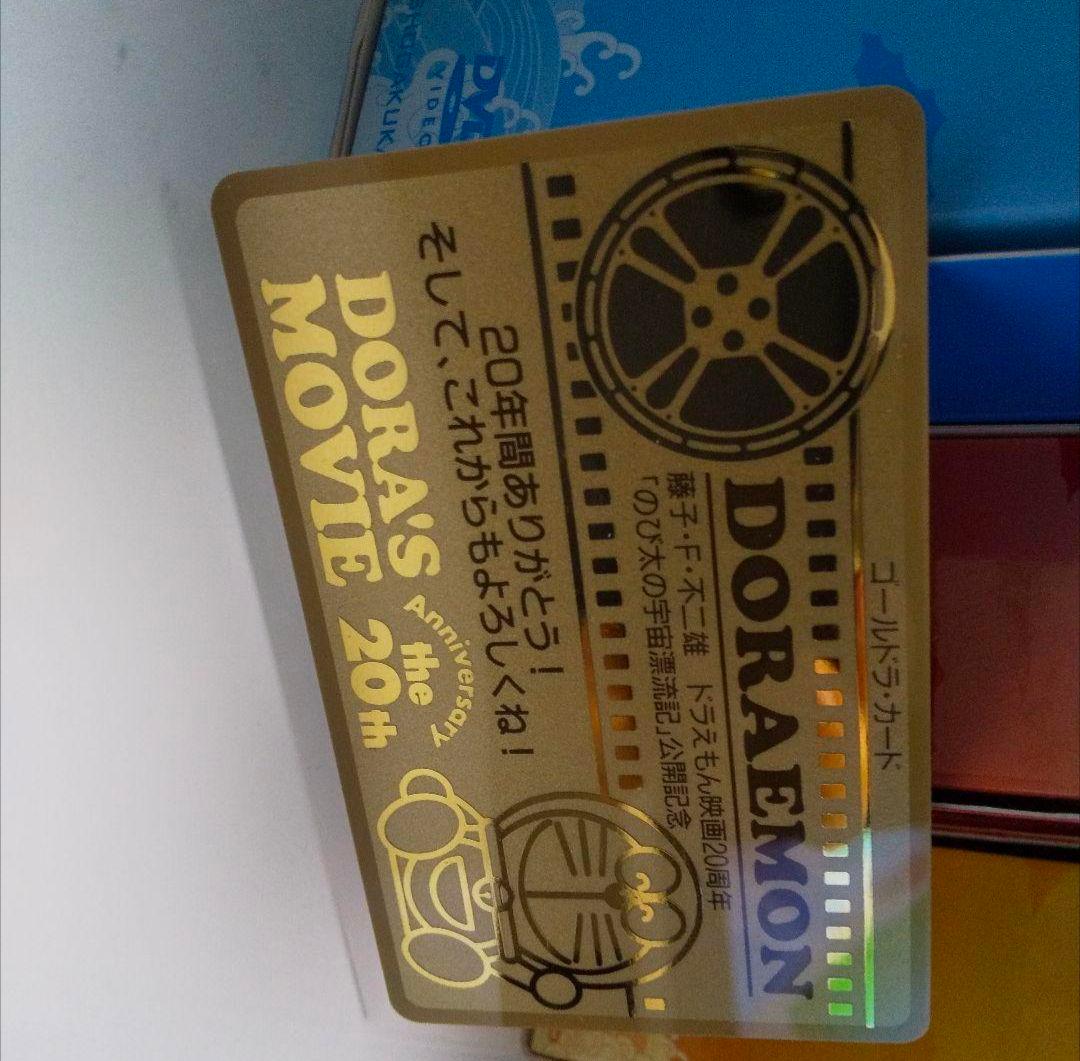 ゴールドラ・カード
DORAEMON
藤子・F・不二雄 ドラえもん映画20周年
「のび太の宇宙漂流記」公開記念
20年間ありがとう!
そして、これからもよろしくね!
DORA'S
MOVIE 20th
the
Anniversary
VIDEO